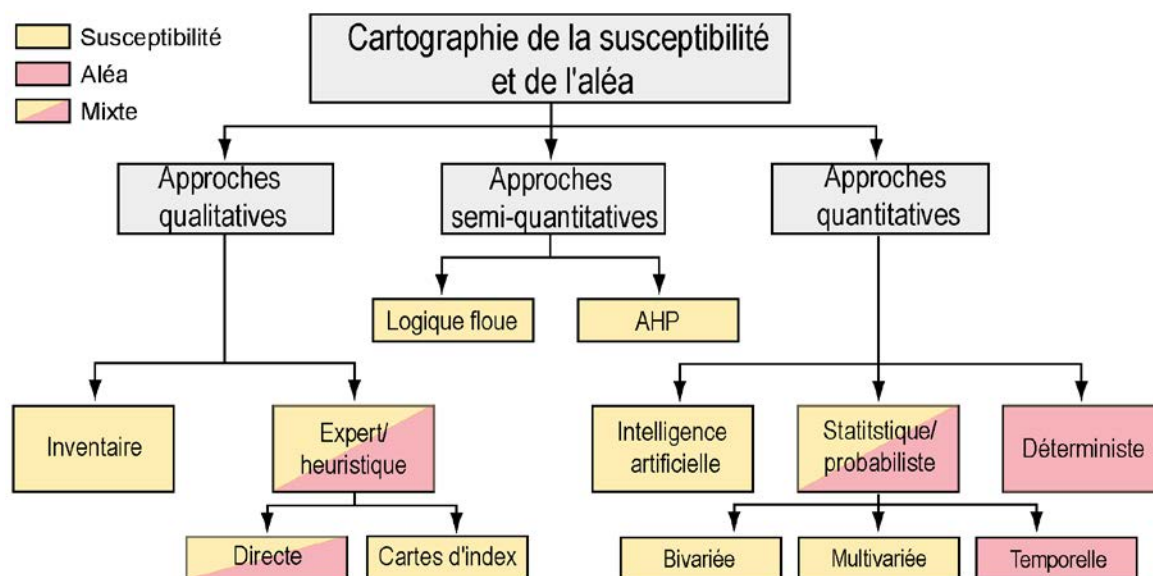 Susceptibilité
Aléa
Mixte
Cartographie de la susceptibilité
et de l'aléa
Approches
qualitatives
Approches
semi-quantitatives
Approches
quantitatives
Logique floue
AHP
Inventaire
Expert/
heuristique
Intelligence
artificielle
Statitstique/
probabiliste
Déterministe
Directe
Cartes d'index
Bivariée
Multivariée
Temporelle